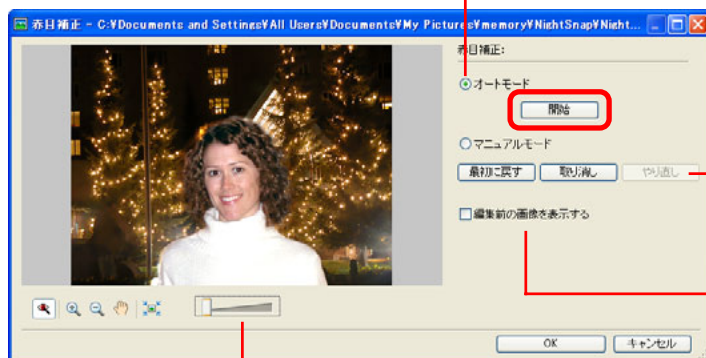 赤目補正 - C:¥Documents and Settings¥All Users¥Documents¥My Pictures¥memory¥NightSnap¥Night...
赤目補正:
オートモード
開始
マニュアルモード
最初に戻す 取り消し やり直し
編集前の画像を表示する
OK キャンセル